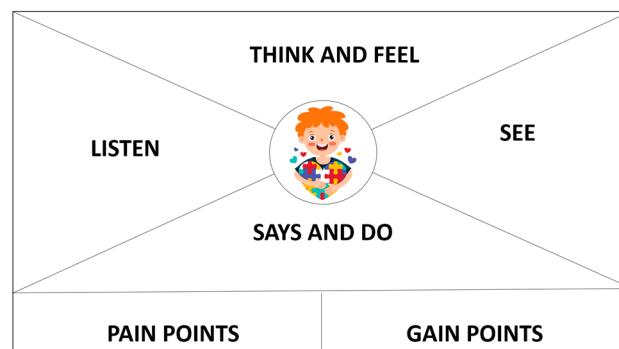 THINK AND FEEL
LISTEN
SEE
SAYS AND DO
PAIN POINTS
GAIN POINTS